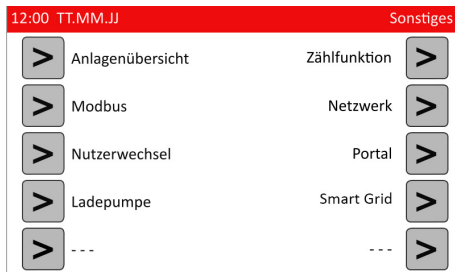 12:00 TT.MM.JJ Sonstiges
> Anlagenübersicht Zählfunktion >
> Modbus Netzwerk >
> Nutzerwechsel Portal >
> Ladepumpe Smart Grid >
> - - - - - - >